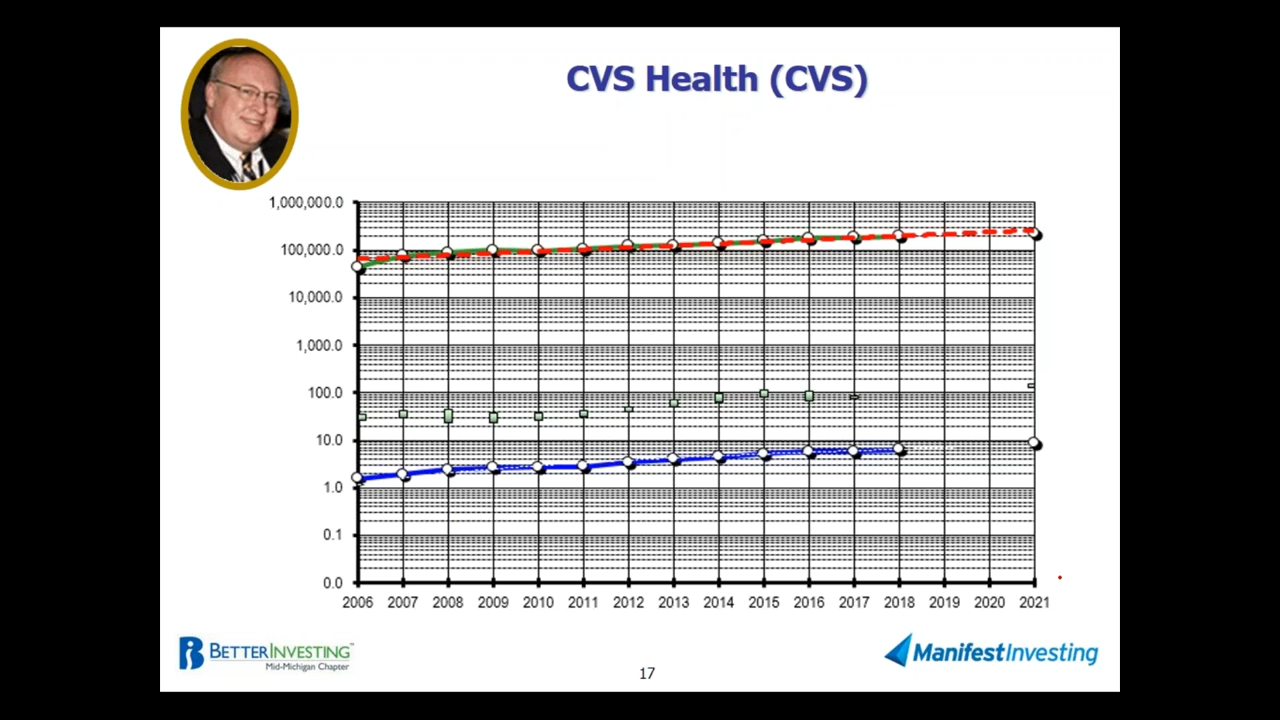 CVS Health (CVS)
1,000,000.0
100,000.0
10,000.0
1,000.0
100.0
10.0
1.0
0.1
0.0
2006 2007 2008 2009 2010 2011 2012 2013 2014 2015 2016 2017 2018 2019 2020 2021
BETTERINVESTING™
Mid-Michigan Chapter
17
ManifestInvesting